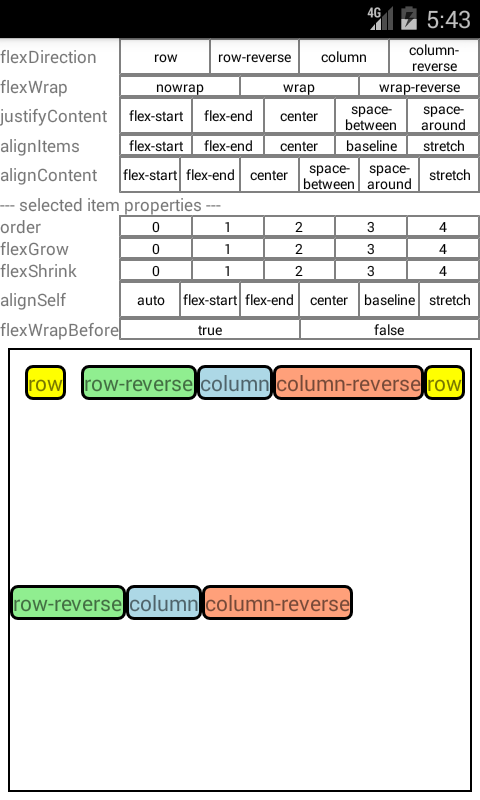 4G 5:43
flexDirection row row-reverse column column-reverse
flexWrap nowrap wrap wrap-reverse
justifyContent flex-start flex-end center space-between space-around
alignItems flex-start flex-end center baseline stretch
alignContent flex-start flex-end center space-between space-around stretch
--- selected item properties ---
order 0 1 2 3 4
flexGrow 0 1 2 3 4
flexShrink 0 1 2 3 4
alignSelf auto flex-start flex-end center baseline stretch
flexWrapBefore true false
row row-reverse column column-reverse row
row-reverse column column-reverse